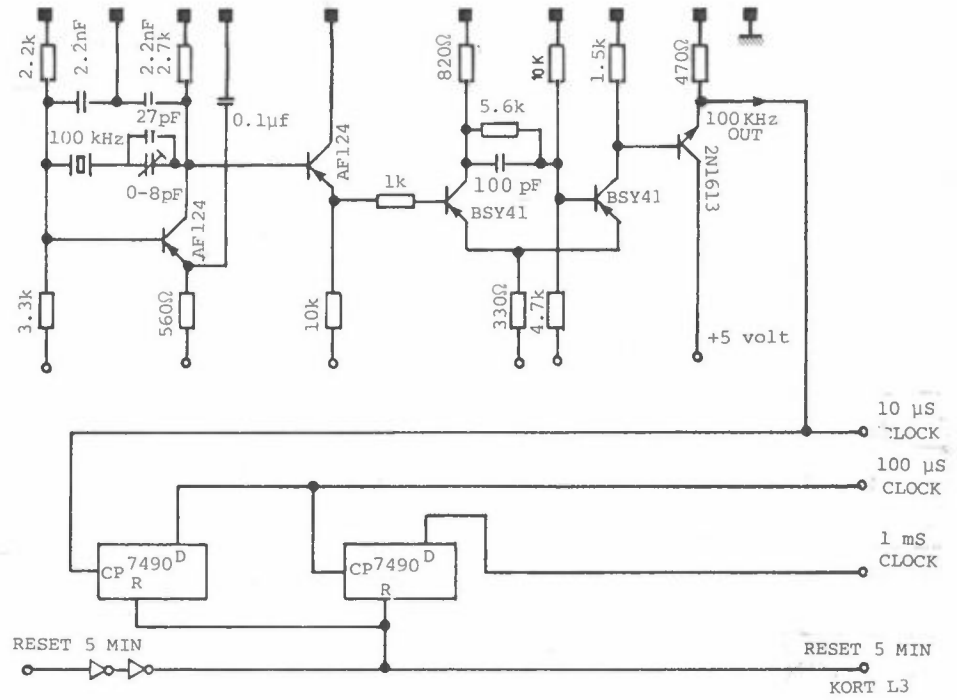 2.2k
2.2nF
2.2nF
2.7k
27pF
100 kHz
0-8pF
0.1µf
AF124
AF124
3.3k
560Ω
10k
1k
820Ω
5.6k
100 pF
BSY41
10K
1.5k
BSY41
330Ω
4.7k
470Ω
100 KHz
OUT
2N1613
+5 volt
10 µS
CLOCK
100 µS
CLOCK
1 mS
CLOCK
CP 7490 D
R
CP 7490 D
R
RESET 5 MIN
RESET 5 MIN
KORT L3